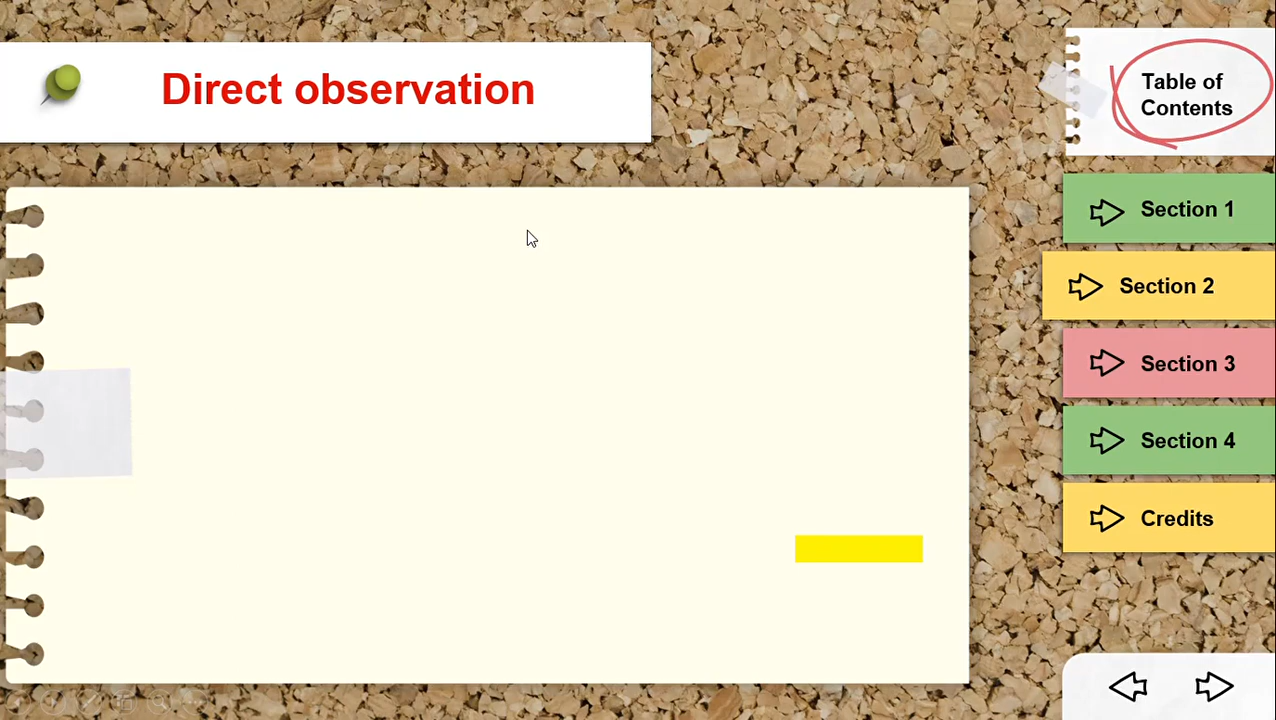 Direct observation
Table of
Contents
Section 1
Section 2
Section 3
Section 4
Credits